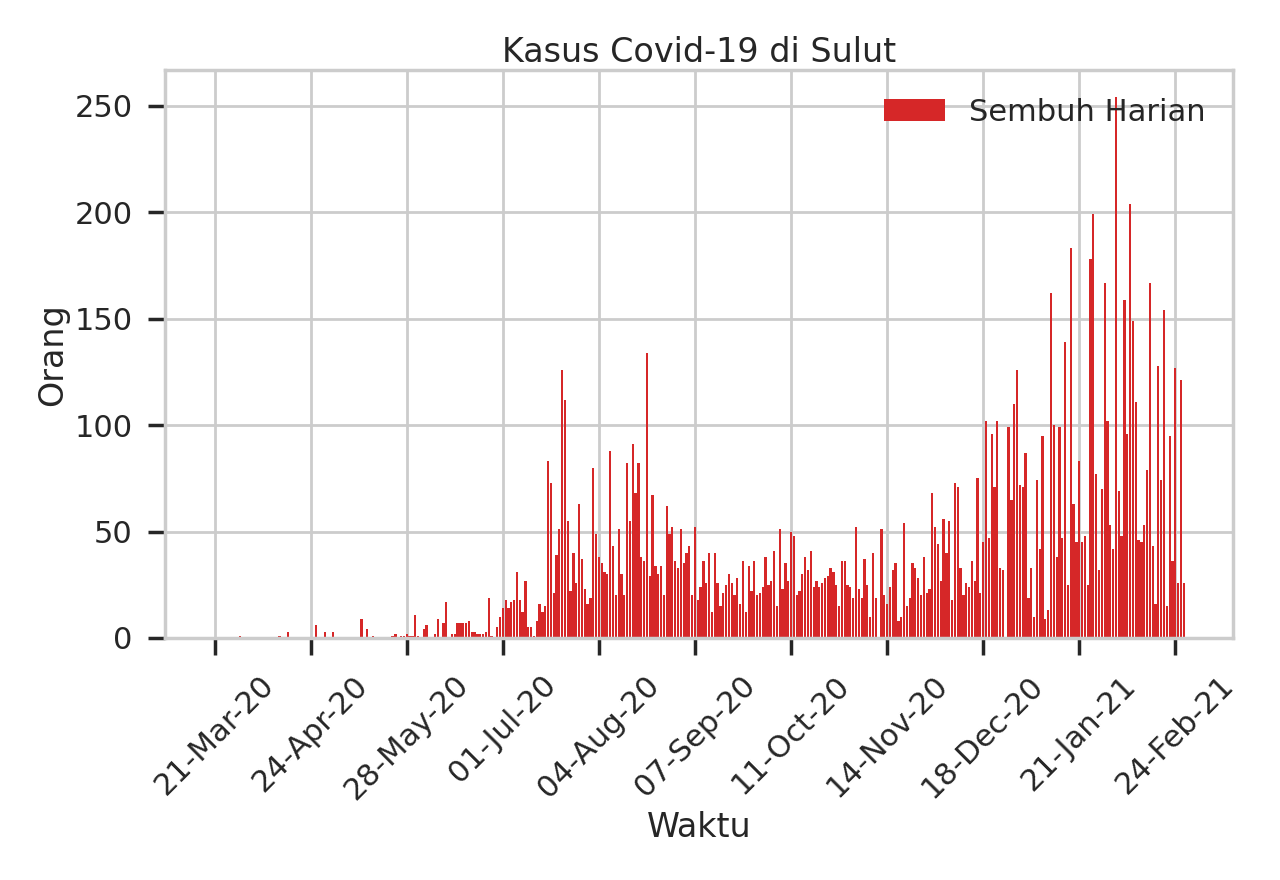 Kasus Covid-19 di Sulut
Sembuh Harian
Orang
250
200
150
100
50
0
21-Mar-20
24-Apr-20
28-May-20
01-Jul-20
04-Aug-20
07-Sep-20
11-Oct-20
14-Nov-20
18-Dec-20
21-Jan-21
24-Feb-21
Waktu